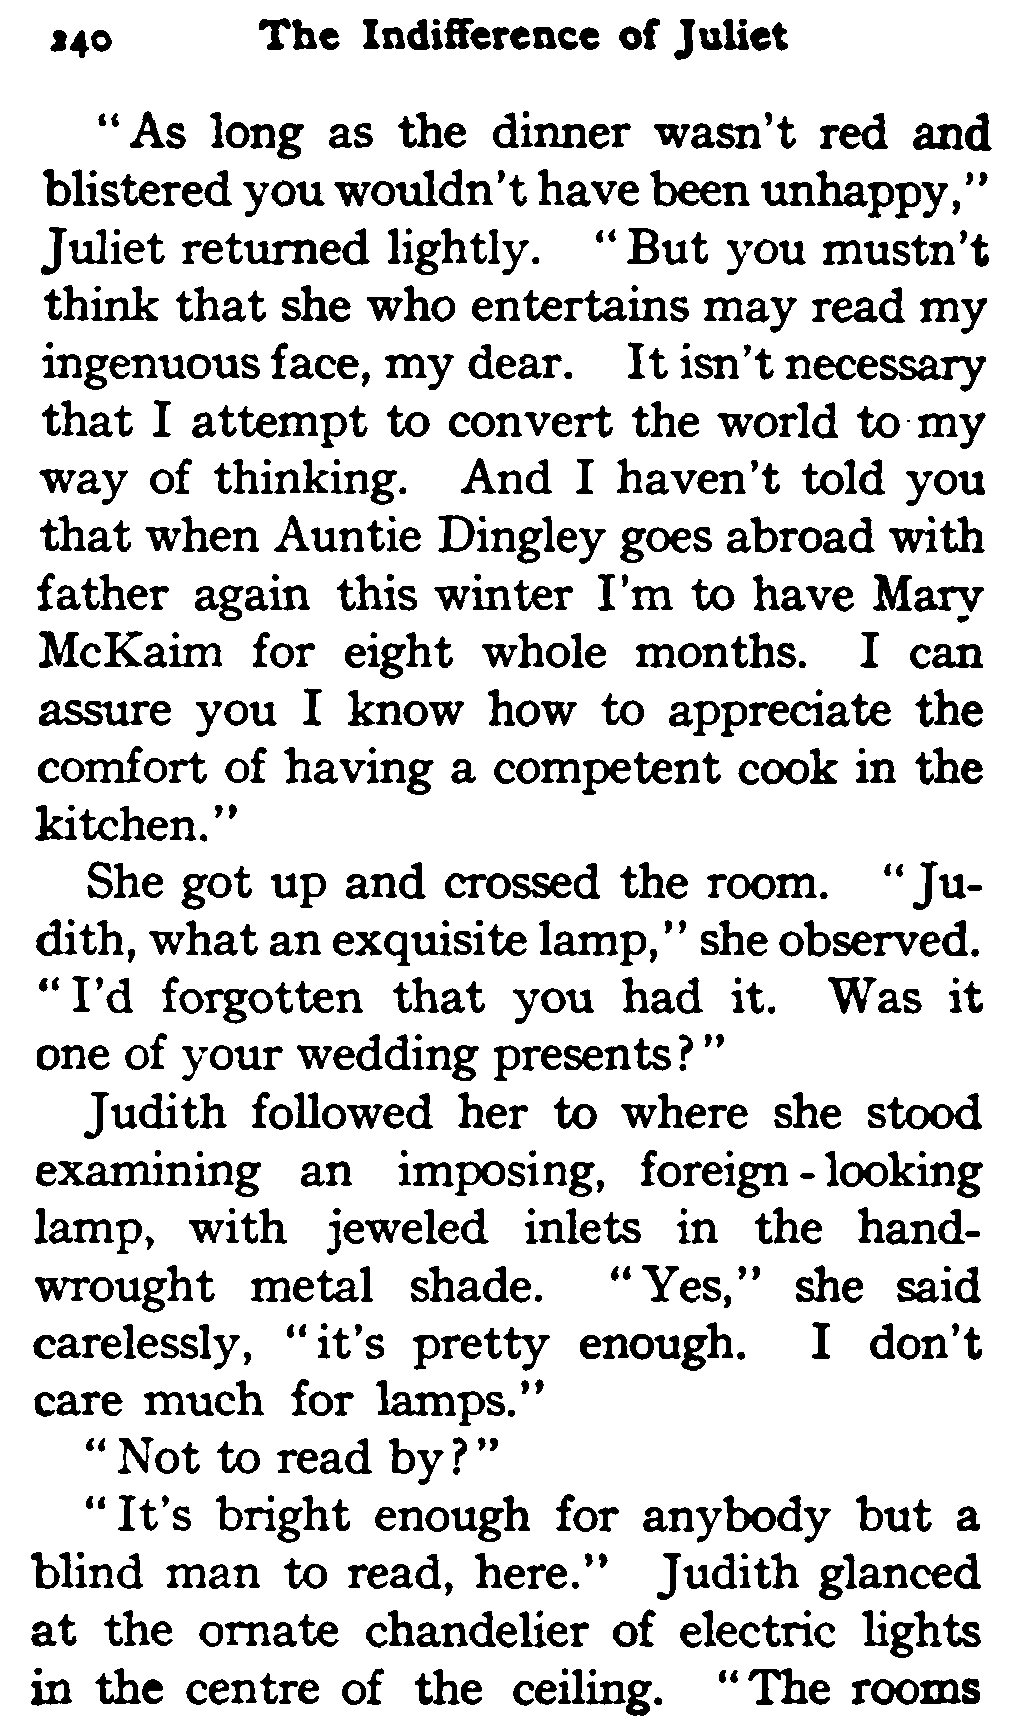 240 The Indifference of Juliet
"As long as the dinner wasn't red and
blistered you wouldn't have been unhappy,"
Juliet returned lightly. "But you mustn't
think that she who entertains may read my
ingenuous face, my dear. It isn't necessary
that I attempt to convert the world to my
way of thinking. And I haven't told you
that when Auntie Dingley goes abroad with
father again this winter I'm to have Mary
McKaim for eight whole months. I can
assure you I know how to appreciate the
comfort of having a competent cook in the
kitchen."
She got up and crossed the room. "Ju-
dith, what an exquisite lamp," she observed.
"I'd forgotten that you had it. Was it
one of your wedding presents?"
Judith followed her to where she stood
examining an imposing, foreign-looking
lamp, with jeweled inlets in the hand-
wrought metal shade. "Yes," she said
carelessly, "it's pretty enough. I don't
care much for lamps."
"Not to read by?"
"It's bright enough for anybody but a
blind man to read, here." Judith glanced
at the ornate chandelier of electric lights
in the centre of the ceiling. "The rooms